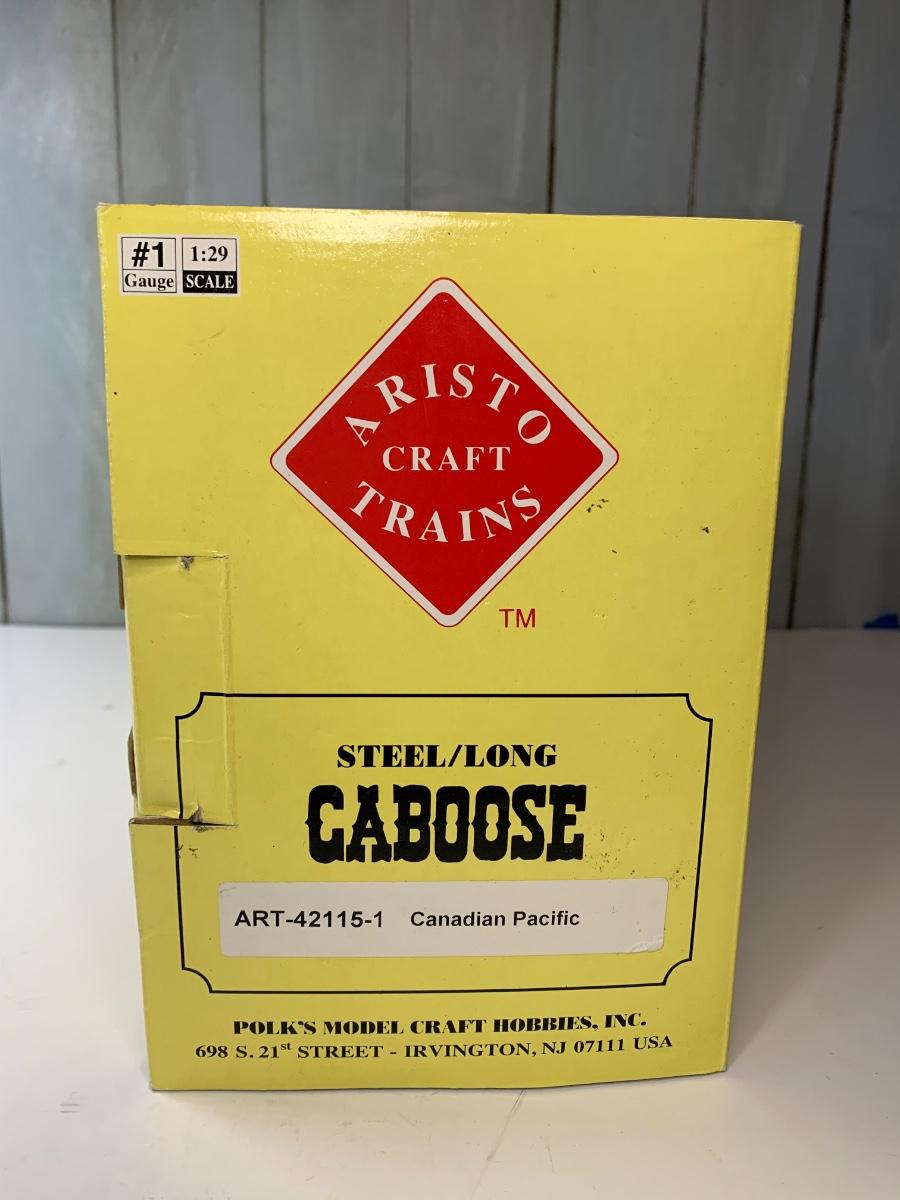 #1 1:29
Gauge SCALE
ARISTO
CRAFT
TRAINS
TM
STEEL/LONG
CABOOSE
ART-42115-1 Canadian Pacific
POLK'S MODEL CRAFT HOBBIES, INC.
698 S. 21st STREET - IRVINGTON, NJ 07111 USA